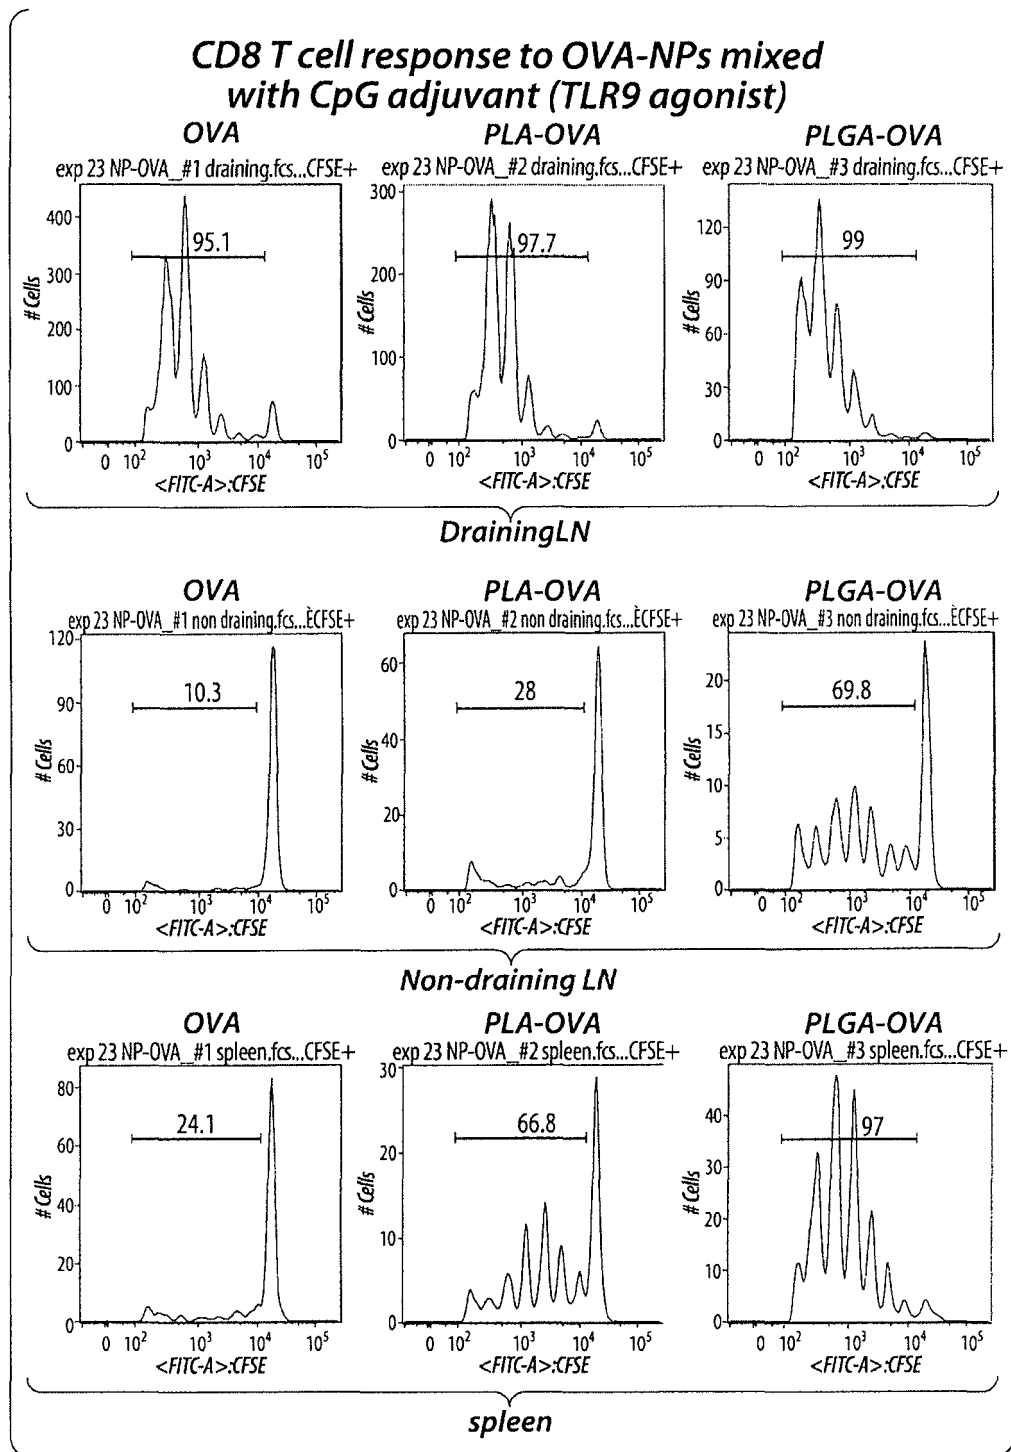 CD8 T cell response to OVA-NPs mixed
with CpG adjuvant (TLR9 agonist)
OVA
exp 23 NP-OVA_#1 draining.fcs...CFSE+
400
300
200
100
0
# Cells
95.1
0 10² 10³ 10⁴ 10⁵
<FITC-A>:CFSE
PLA-OVA
exp 23 NP-OVA_#2 draining.fcs...CFSE+
300
200
100
0
# Cells
97.7
0 10² 10³ 10⁴ 10⁵
<FITC-A>:CFSE
PLGA-OVA
exp 23 NP-OVA_#3 draining.fcs...CFSE+
120
90
60
30
0
# Cells
99
0 10² 10³ 10⁴ 10⁵
<FITC-A>:CFSE
DrainingLN
OVA
exp 23 NP-OVA_#1 non draining.fcs...ÈCFSE+
120
90
60
30
0
# Cells
10.3
0 10² 10³ 10⁴ 10⁵
<FITC-A>:CFSE
PLA-OVA
exp 23 NP-OVA_#2 non draining.fcs...ÈCFSE+
60
40
20
0
# Cells
28
0 10² 10³ 10⁴ 10⁵
<FITC-A>:CFSE
PLGA-OVA
exp 23 NP-OVA_#3 non draining.fcs...ÈCFSE+
20
15
10
5
0
# Cells
69.8
0 10² 10³ 10⁴ 10⁵
<FITC-A>:CFSE
Non-draining LN
OVA
exp 23 NP-OVA_#1 spleen.fcs...CFSE+
80
60
40
20
0
# Cells
24.1
0 10² 10³ 10⁴ 10⁵
<FITC-A>:CFSE
PLA-OVA
exp 23 NP-OVA_#2 spleen.fcs...CFSE+
30
20
10
0
# Cells
66.8
0 10² 10³ 10⁴ 10⁵
<FITC-A>:CFSE
PLGA-OVA
exp 23 NP-OVA_#3 spleen.fcs...CFSE+
40
30
20
10
0
# Cells
97
0 10² 10³ 10⁴ 10⁵
<FITC-A>:CFSE
spleen